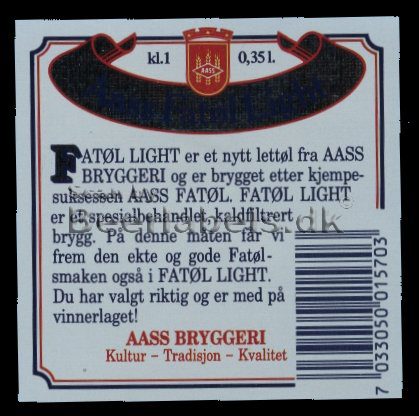 kl.1 AASS 0,35 l.
Aass Fatøl Light
FATØL LIGHT er et nytt lettøl fra AASS
BRYGGERI og er brygget etter kjempe-
suksessen AASS FATØL. FATØL LIGHT
er et spesialbehandlet, kaldfiltrert
brygg. På denne måten får vi
frem den ekte og gode Fatøl-
smaken også i FATØL LIGHT.
Du har valgt riktig og er med på
vinnerlaget!
AASS BRYGGERI
Kultur – Tradisjon – Kvalitet
7 033050 015703
Beerlabels.dk